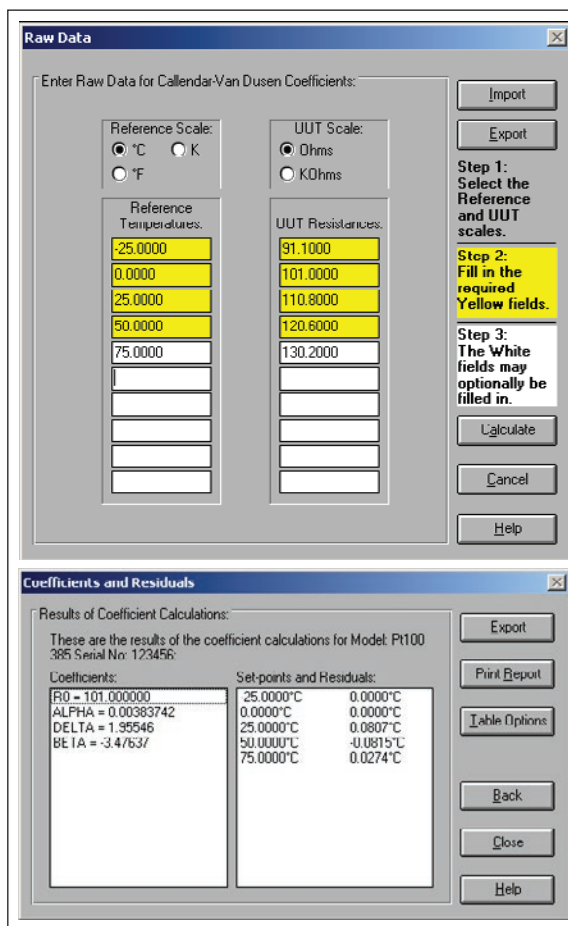 Raw Data
Enter Raw Data for Callendar-Van Dusen Coefficients:
Reference Scale:
°C K
°F
UUT Scale:
Ohms
KOhms
Reference
Temperatures.
UUT Resistances.
-25.0000 91.1000
0.0000 101.0000
25.0000 110.8000
50.0000 120.6000
75.0000 130.2000
Import
Export
Step 1:
Select the
Reference
and UUT
scales.
Step 2:
Fill in the
required
Yellow fields.
Step 3:
The White
fields may
optionally be
filled in.
Calculate
Cancel
Help
Coefficients and Residuals
Results of Coefficient Calculations:
These are the results of the coefficient calculations for Model: Pt100
385 Serial No: 123456:
Coefficients:
R0 = 101.000000
ALPHA = 0.00383742
DELTA = 1.95546
BETA = -3.47637
Set-points and Residuals:
25.0000°C 0.0000°C
0.0000°C 0.0000°C
25.0000°C 0.0807°C
50.0000°C -0.0815°C
75.0000°C 0.0274°C
Export
Print Report
Table Options
Back
Close
Help